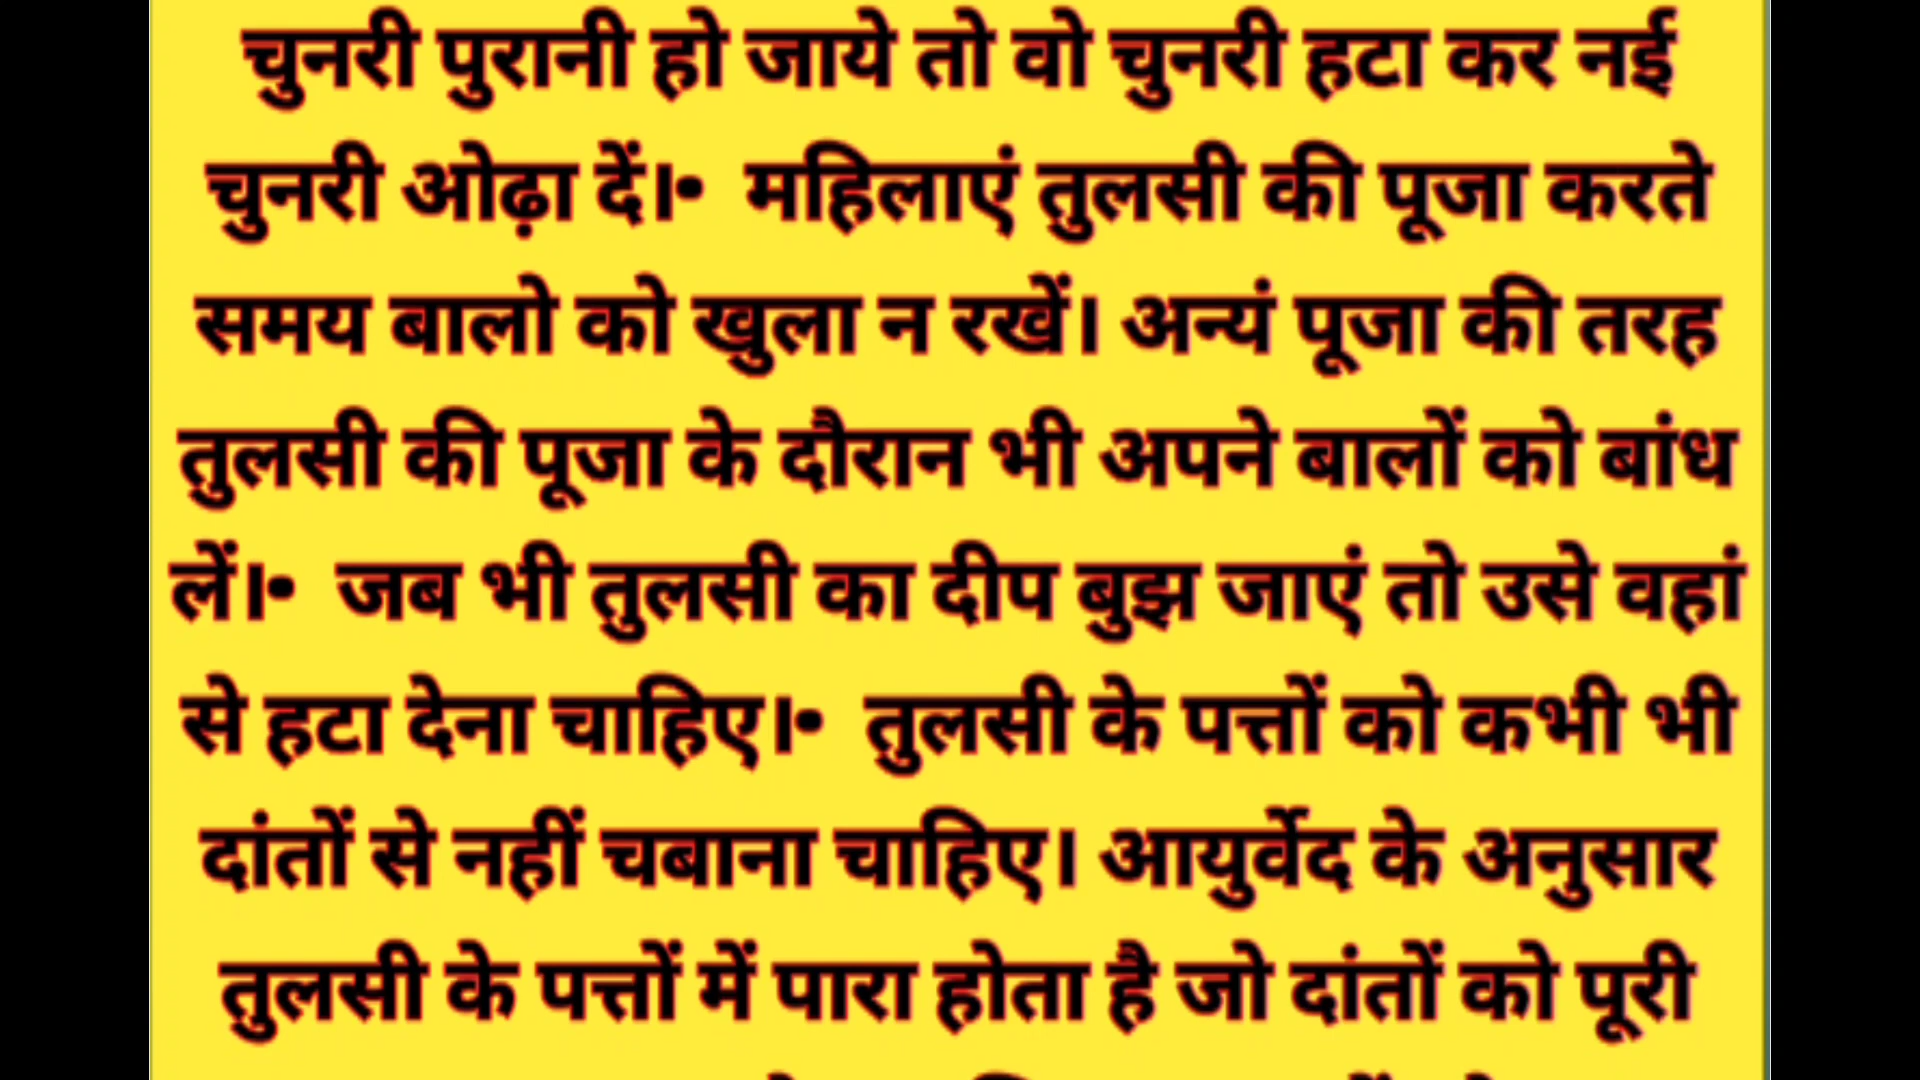 चुनरी पुरानी हो जाये तो वो चुनरी हटा कर नई
चुनरी ओढ़ा दें।• महिलाएं तुलसी की पूजा करते
समय बालो को खुला न रखें। अन्यं पूजा की तरह
तुलसी की पूजा के दौरान भी अपने बालों को बांध
लें।• जब भी तुलसी का दीप बुझ जाएं तो उसे वहां
से हटा देना चाहिए।• तुलसी के पत्तों को कभी भी
दांतों से नहीं चबाना चाहिए। आयुर्वेद के अनुसार
तुलसी के पत्तों में पारा होता है जो दांतों को पूरी